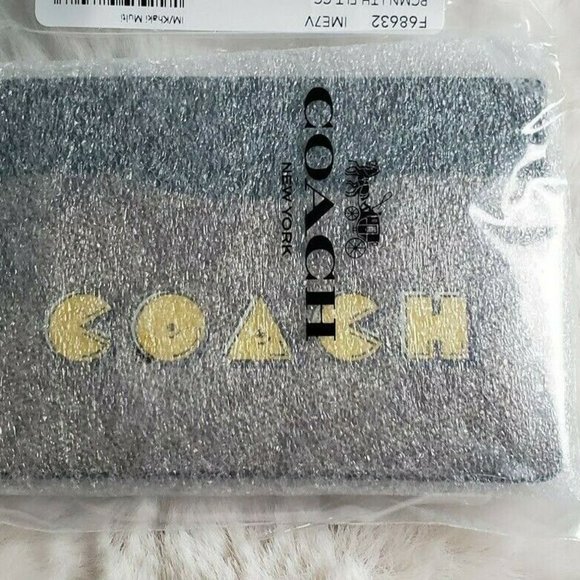 IM/Khaki Multi
IME7V
F68632
COACH
NEW YORK
COACH